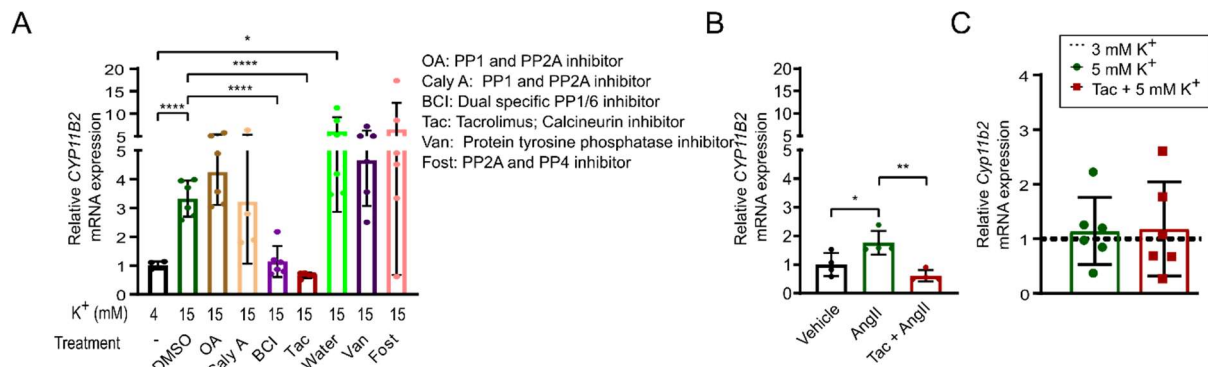 A
Relative CYP11B2
mRNA expression
20
15
10
5
4
3
2
1
0
*
****
****
****
K+ (mM) 4 15 15 15 15 15 15 15 15
Treatment - DMSO OA Caly A BCI Tac Water Van Fost
OA: PP1 and PP2A inhibitor
Caly A: PP1 and PP2A inhibitor
BCI: Dual specific PP1/6 inhibitor
Tac: Tacrolimus; Calcineurin inhibitor
Van: Protein tyrosine phosphatase inhibitor
Fost: PP2A and PP4 inhibitor
B
Relative CYP11B2
mRNA expression
20
15
10
5
4
3
2
1
0
*
**
Vehicle AngII Tac + AngII
C
Relative Cyp11b2
mRNA expression
4
2
1
0
3 mM K+
5 mM K+
Tac + 5 mM K+